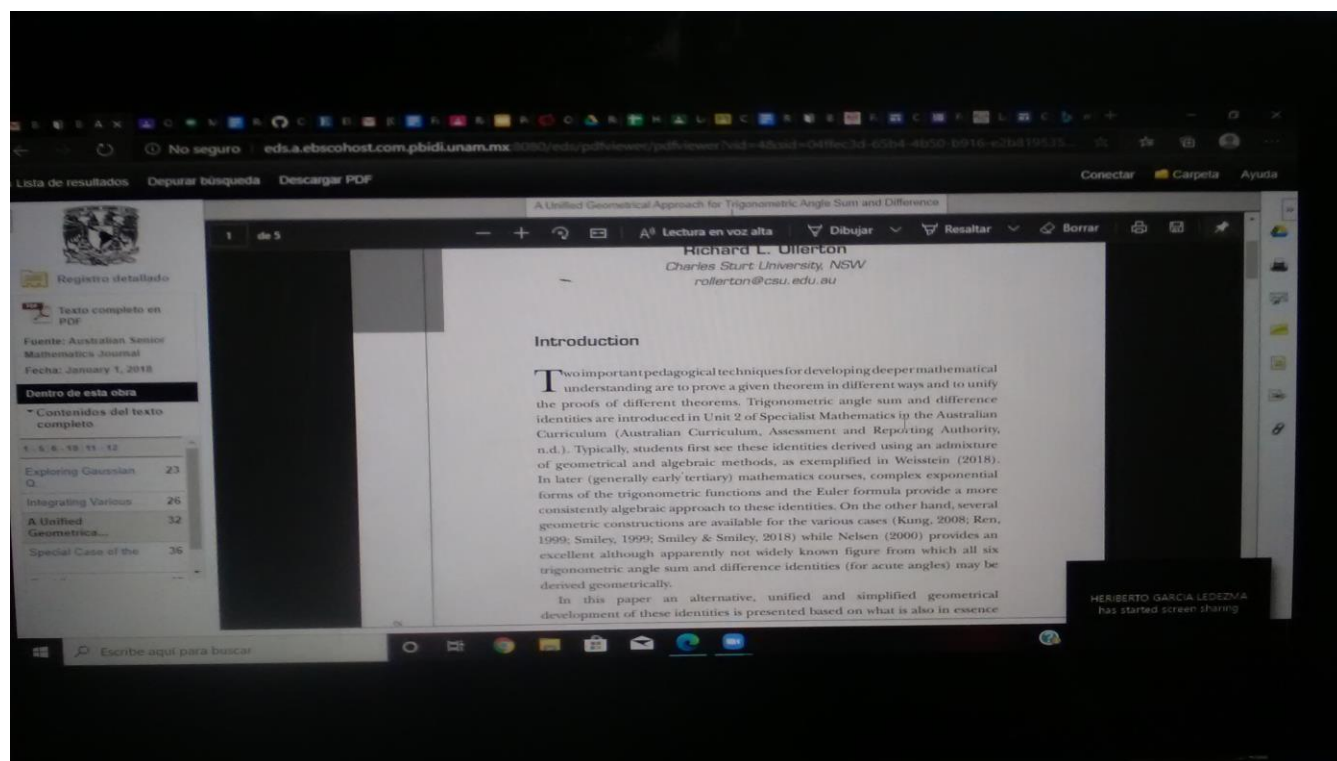 No seguro eds.a.ebscohost.com.pbidi.unam.mx:8080/eds/pdfviewer/pdfviewer?vid=4&sid=04ffec3d-65b4-4b50-b916-
Lista de resultados Depurar búsqueda Descargar PDF
Conectar Carpeta Ayuda
A Unified Geometrical Approach for Trigonometric Angle Sum and Difference
1 de 5
Lectura en voz alta Dibujar Resaltar Borrar
Registro detallado
Texto completo en
PDF
Fuente: Australian Senior
Mathematics Journal
Fecha: January 1, 2018
Dentro de esta obra
Contenidos del texto
completo
Exploring Gaussian 23
Q...
Integrating Various 26
A Unified 32
Geometrica...
Special Case of the 36
Richard L. Ollerton
Charles Sturt University, NSW
rollerton@csu.edu.au
Introduction
Two important pedagogical techniques for developing deeper mathematical
understanding are to prove a given theorem in different ways and to unify
the proofs of different theorems. Trigonometric angle sum and difference
identities are introduced in Unit 2 of Specialist Mathematics in the Australian
Curriculum (Australian Curriculum, Assessment and Reporting Authority,
n.d.). Typically, students first see these identities derived using an admixture
of geometrical and algebraic methods, as exemplified in Weisstein (2018).
In later (generally early tertiary) mathematics courses, complex exponential
forms of the trigonometric functions and the Euler formula provide a more
consistently algebraic approach to these identities. On the other hand, several
geometric constructions are available for the various cases (Kung, 2008; Ren,
1999; Smiley, 1999; Smiley & Smiley, 2018) while Nelsen (2000) provides an
excellent although apparently not widely known figure from which all six
trigonometric angle sum and difference identities (for acute angles) may be
derived geometrically.
In this paper an alternative, unified and simplified geometrical
development of these identities is presented based on what is also in essence
HERIBERTO GARCIA LEDEZMA
has started screen sharing
Escribe aquí para buscar